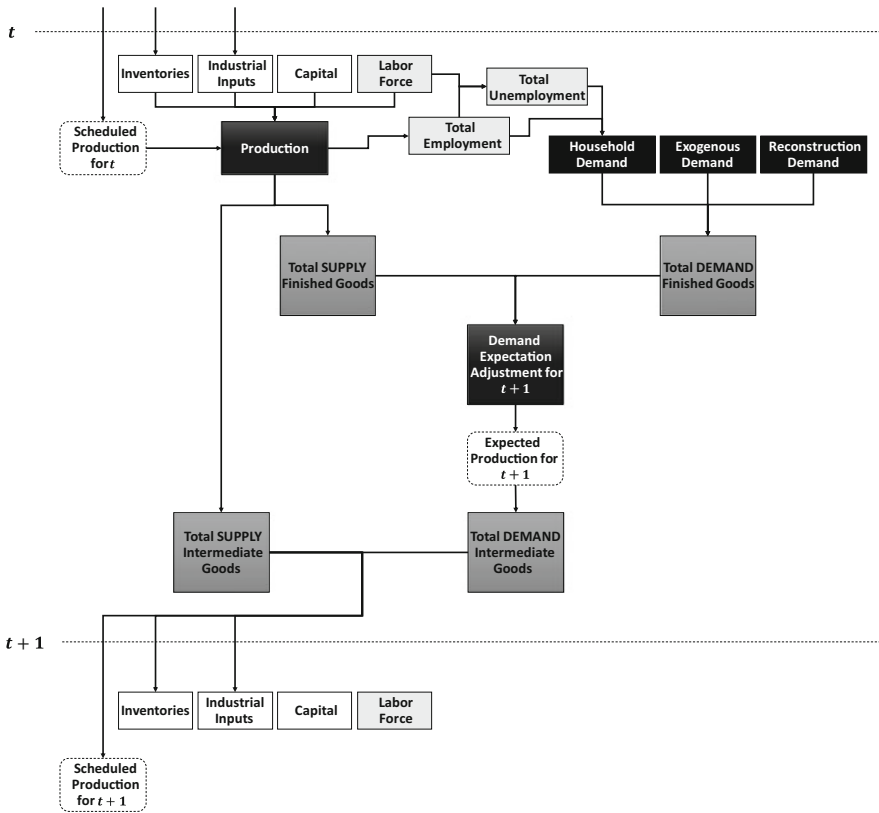 t
Inventories
Industrial
Inputs
Capital
Labor
Force
Total
Unemployment
Scheduled
Production
for t
Production
Total
Employment
Household
Demand
Exogenous
Demand
Reconstruction
Demand
Total SUPPLY
Finished Goods
Total DEMAND
Finished Goods
Demand
Expectation
Adjustment for
t + 1
Expected
Production for
t + 1
Total SUPPLY
Intermediate
Goods
Total DEMAND
Intermediate
Goods
t + 1
Inventories
Industrial
Inputs
Capital
Labor
Force
Scheduled
Production
for t + 1